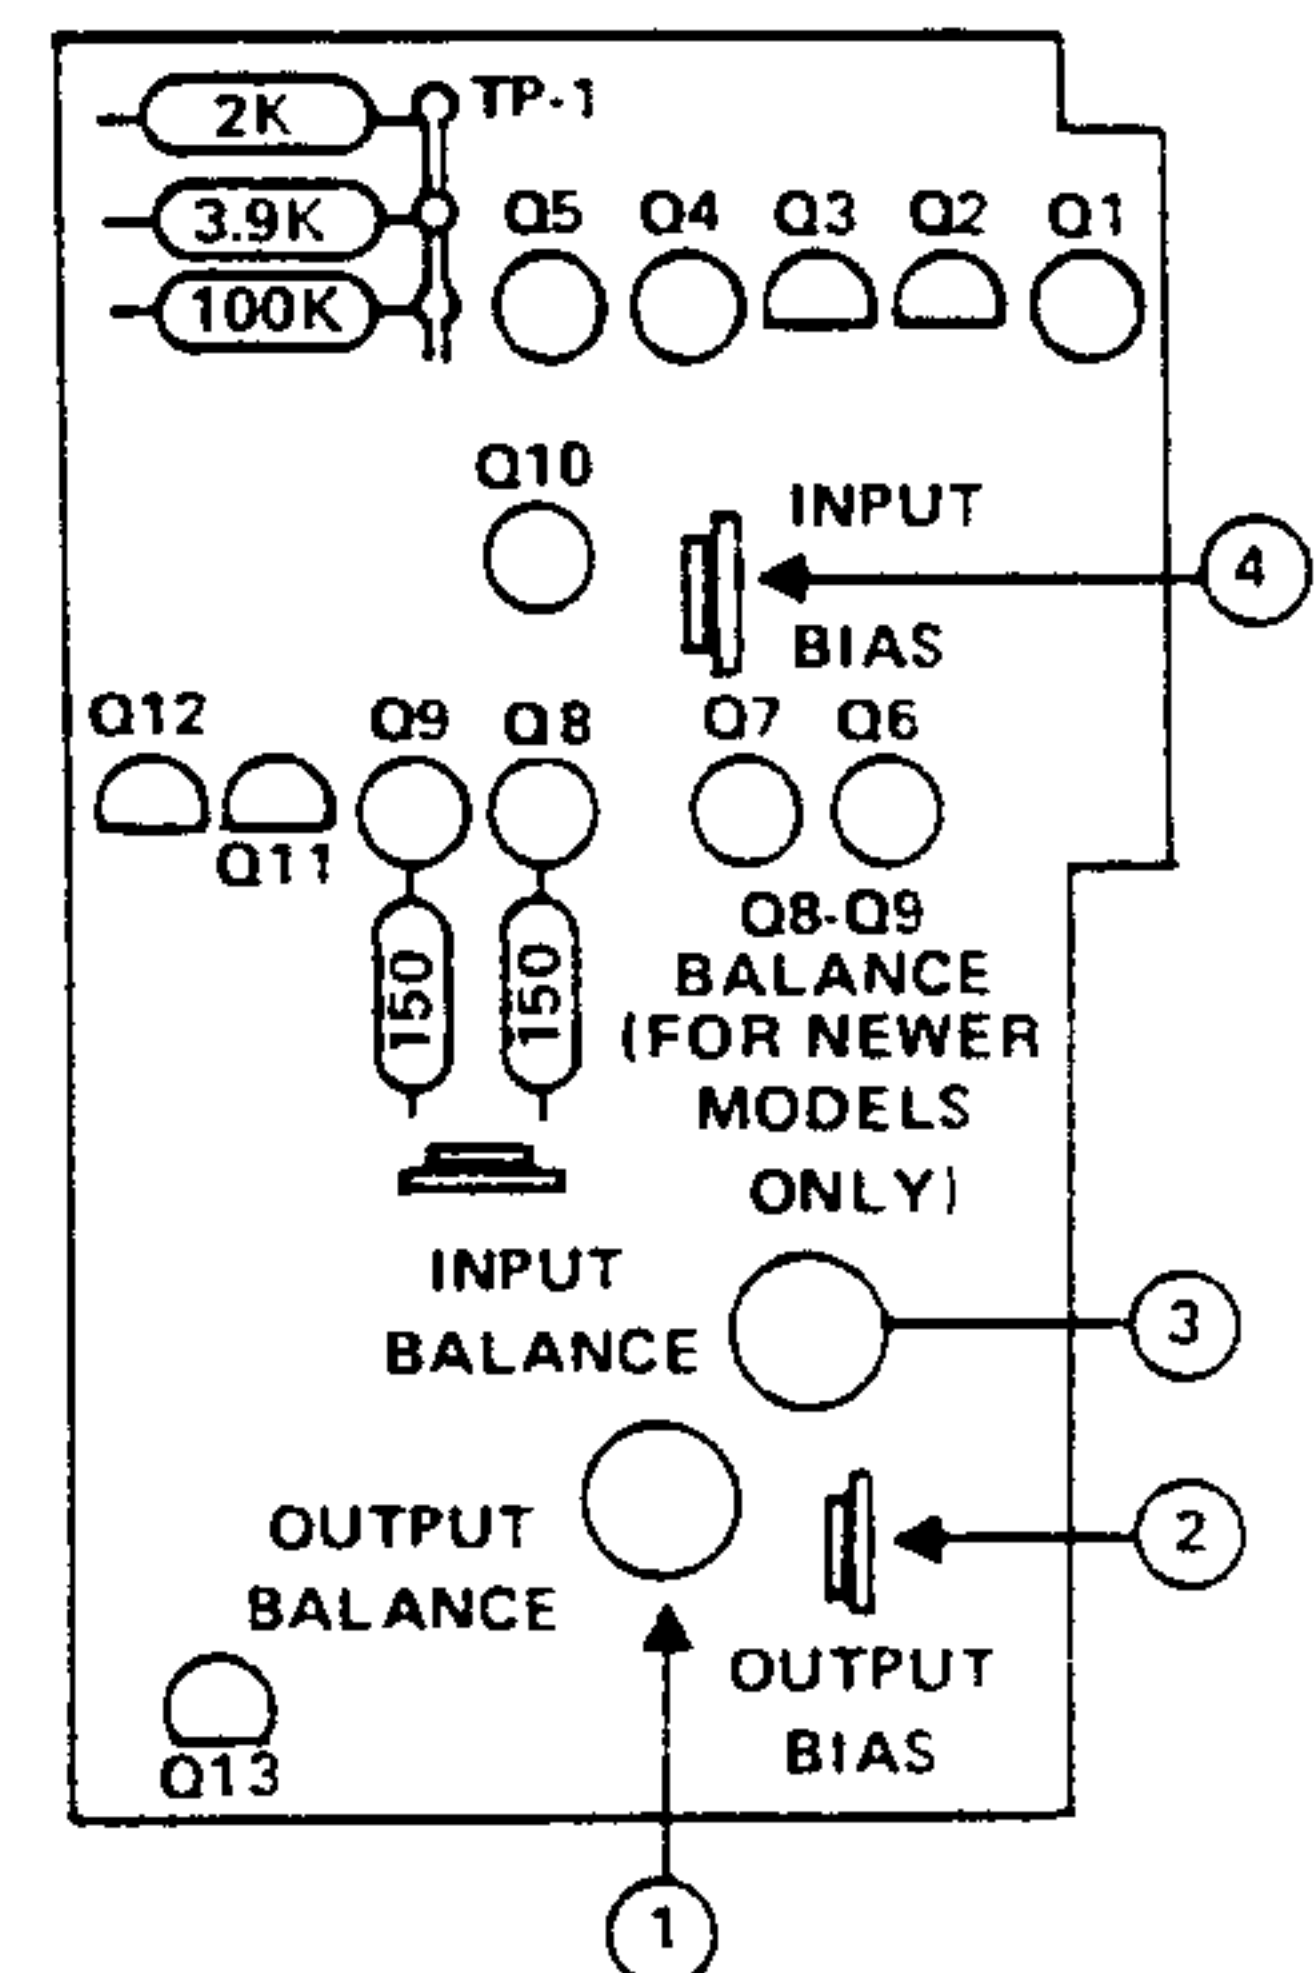 2K
TP-1
3.9K
100K
Q5 Q4 Q3 Q2 Q1
Q10
INPUT
BIAS
4
Q12 Q9 Q8 Q7 Q6
Q11
150 150
Q8-Q9
BALANCE
(FOR NEWER
MODELS
ONLY)
INPUT
BALANCE
3
OUTPUT
BALANCE
2
OUTPUT
BIAS
Q13
1